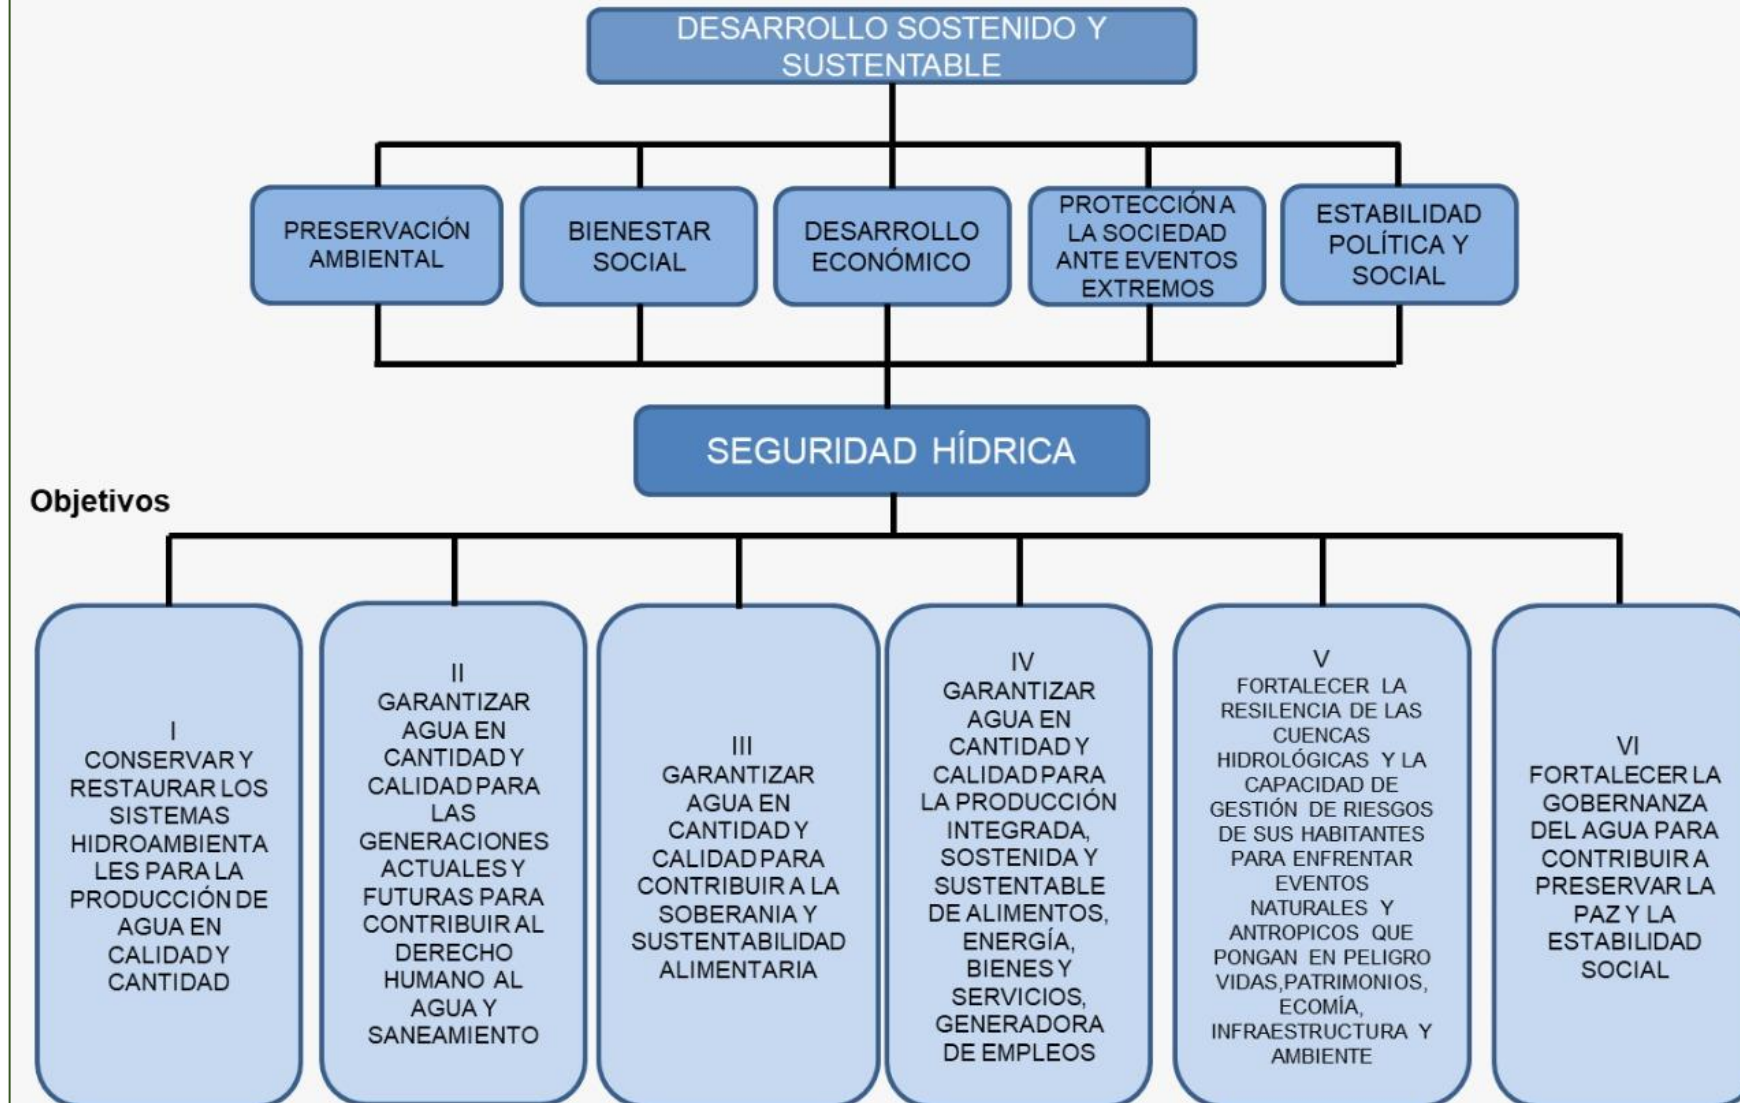 DESARROLLO SOSTENIDO Y
SUSTENTABLE
PRESERVACIÓN
AMBIENTAL
BIENESTAR
SOCIAL
DESARROLLO
ECONÓMICO
PROTECCIÓN A
LA SOCIEDAD
ANTE EVENTOS
EXTREMOS
ESTABILIDAD
POLÍTICA Y
SOCIAL
SEGURIDAD HÍDRICA
Objetivos
I
CONSERVAR Y
RESTAURAR LOS
SISTEMAS
HIDROAMBIENTA
LES PARA LA
PRODUCCIÓN DE
AGUA EN
CALIDAD Y
CANTIDAD
II
GARANTIZAR
AGUA EN
CANTIDAD Y
CALIDAD PARA
LAS
GENERACIONES
ACTUALES Y
FUTURAS PARA
CONTRIBUIR AL
DERECHO
HUMANO AL
AGUA Y
SANEAMIENTO
III
GARANTIZAR
AGUA EN
CANTIDAD Y
CALIDAD PARA
CONTRIBUIR A LA
SOBERANIA Y
SUSTENTABILIDAD
ALIMENTARIA
IV
GARANTIZAR
AGUA EN
CANTIDAD Y
CALIDAD PARA
LA PRODUCCIÓN
INTEGRADA,
SOSTENIDA Y
SUSTENTABLE
DE ALIMENTOS,
ENERGÍA,
BIENES Y
SERVICIOS,
GENERADORA
DE EMPLEOS
V
FORTALECER LA
RESILENCIA DE LAS
CUENCAS
HIDROLÓGICAS Y LA
CAPACIDAD DE
GESTIÓN DE RIESGOS
DE SUS HABITANTES
PARA ENFRENTAR
EVENTOS
NATURALES Y
ANTROPICOS QUE
PONGAN EN PELIGRO
VIDAS,PATRIMONIOS,
ECOMÍA,
INFRAESTRUCTURA Y
AMBIENTE
VI
FORTALECER LA
GOBERNANZA
DEL AGUA PARA
CONTRIBUIR A
PRESERVAR LA
PAZ Y LA
ESTABILIDAD
SOCIAL